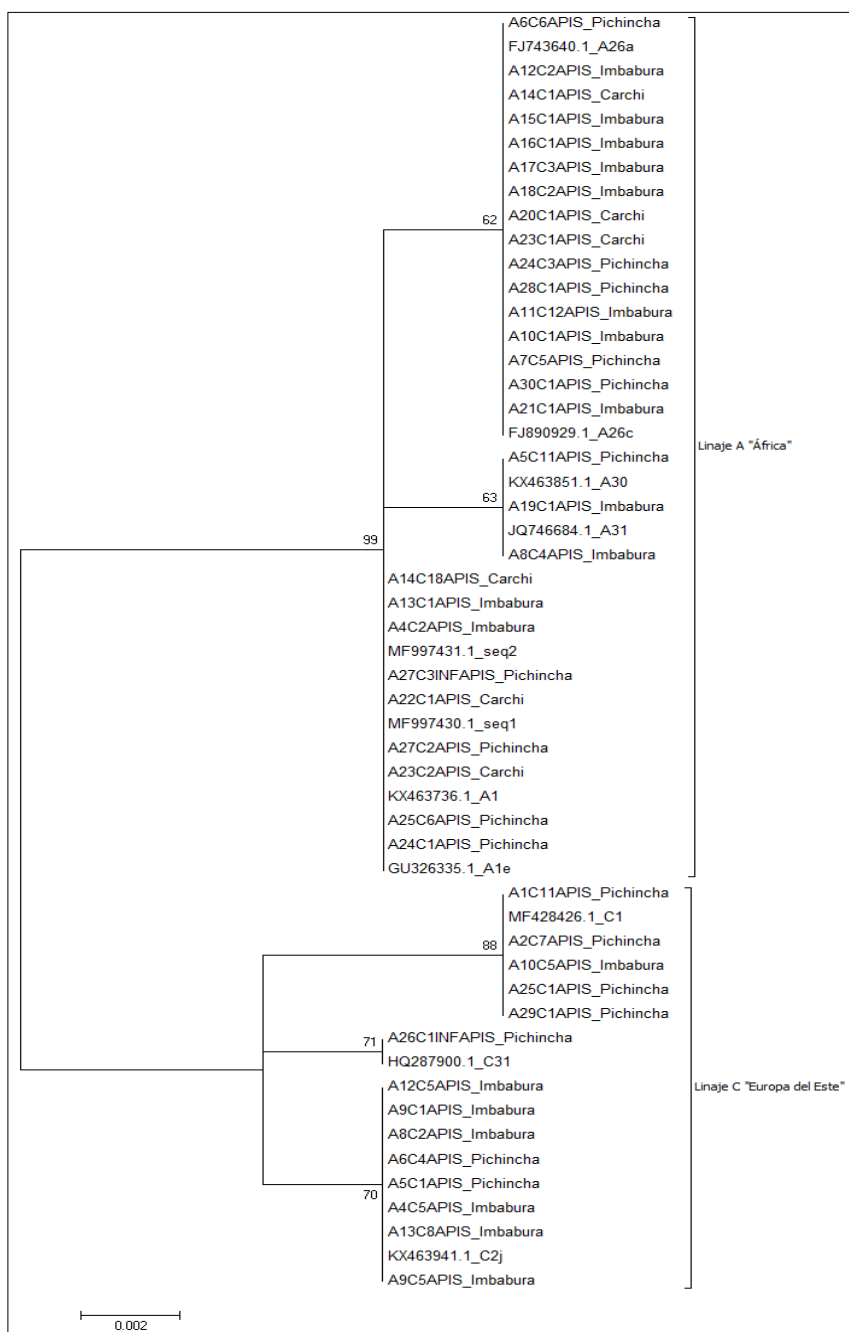 A6C6APIS_Pichincha
FJ743640.1_A26a
A12C2APIS_Imbabura
A14C1APIS_Carchi
A15C1APIS_Imbabura
A16C1APIS_Imbabura
A17C3APIS_Imbabura
A18C2APIS_Imbabura
62
A20C1APIS_Carchi
A23C1APIS_Carchi
A24C3APIS_Pichincha
A28C1APIS_Pichincha
A11C12APIS_Imbabura
A10C1APIS_Imbabura
A7C5APIS_Pichincha
A30C1APIS_Pichincha
A21C1APIS_Imbabura
FJ890929.1_A26c
Linaje A "África"
A5C11APIS_Pichincha
KX463851.1_A30
63
A19C1APIS_Imbabura
JQ746684.1_A31
99
A8C4APIS_Imbabura
A14C18APIS_Carchi
A13C1APIS_Imbabura
A4C2APIS_Imbabura
MF997431.1_seq2
A27C3INFAPIS_Pichincha
A22C1APIS_Carchi
MF997430.1_seq1
A27C2APIS_Pichincha
A23C2APIS_Carchi
KX463736.1_A1
A25C6APIS_Pichincha
A24C1APIS_Pichincha
GU326335.1_A1e
A1C11APIS_Pichincha
MF428426.1_C1
88
A2C7APIS_Pichincha
A10C5APIS_Imbabura
A25C1APIS_Pichincha
A29C1APIS_Pichincha
71
A26C1INFAPIS_Pichincha
HQ287900.1_C31
A12C5APIS_Imbabura
Linaje C "Europa del Este"
A9C1APIS_Imbabura
A8C2APIS_Imbabura
A6C4APIS_Pichincha
A5C1APIS_Pichincha
70
A4C5APIS_Imbabura
A13C8APIS_Imbabura
KX463941.1_C2j
A9C5APIS_Imbabura
0.002